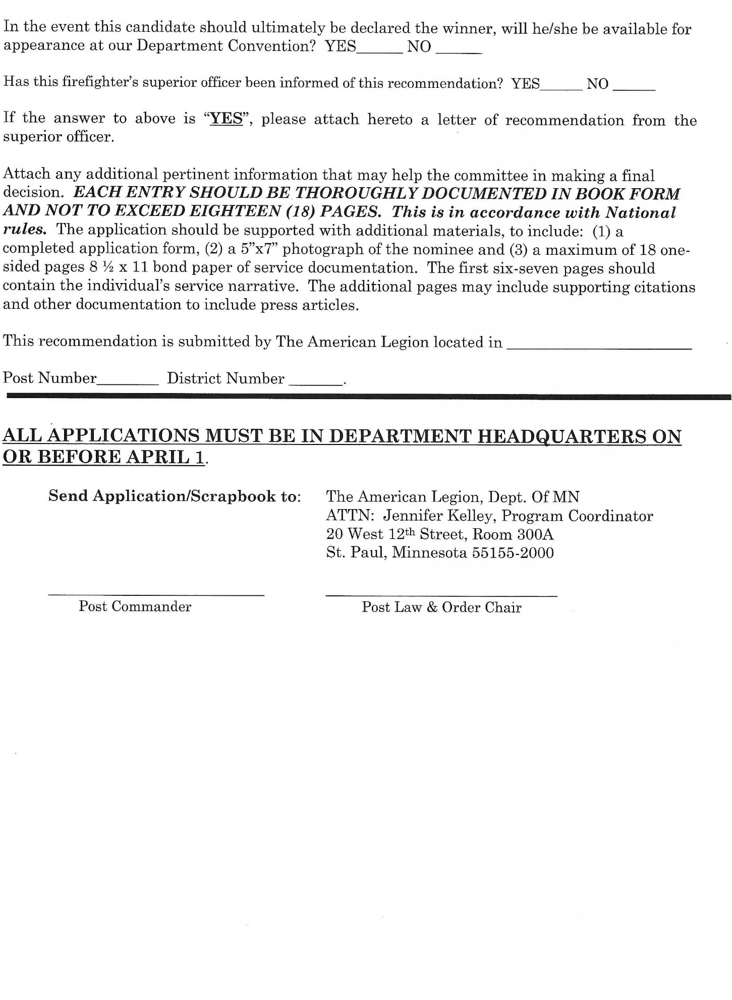 In the event this candidate should ultimately be declared the winner, will he/she be available for
appearance at our Department Convention? YES______ NO ______
Has this firefighter's superior officer been informed of this recommendation? YES______ NO ______
If the answer to above is “YES”, please attach hereto a letter of recommendation from the
superior officer.
Attach any additional pertinent information that may help the committee in making a final
decision. EACH ENTRY SHOULD BE THOROUGHLY DOCUMENTED IN BOOK FORM
AND NOT TO EXCEED EIGHTEEN (18) PAGES. This is in accordance with National
rules. The application should be supported with additional materials, to include: (1) a
completed application form, (2) a 5”x7” photograph of the nominee and (3) a maximum of 18 one-
sided pages 8 ½ x 11 bond paper of service documentation. The first six-seven pages should
contain the individual's service narrative. The additional pages may include supporting citations
and other documentation to include press articles.
This recommendation is submitted by The American Legion located in ________________________
Post Number________ District Number _______.
ALL APPLICATIONS MUST BE IN DEPARTMENT HEADQUARTERS ON
OR BEFORE APRIL 1.
Send Application/Scrapbook to: The American Legion, Dept. Of MN
ATTN: Jennifer Kelley, Program Coordinator
20 West 12th Street, Room 300A
St. Paul, Minnesota 55155-2000
Post Commander Post Law & Order Chair